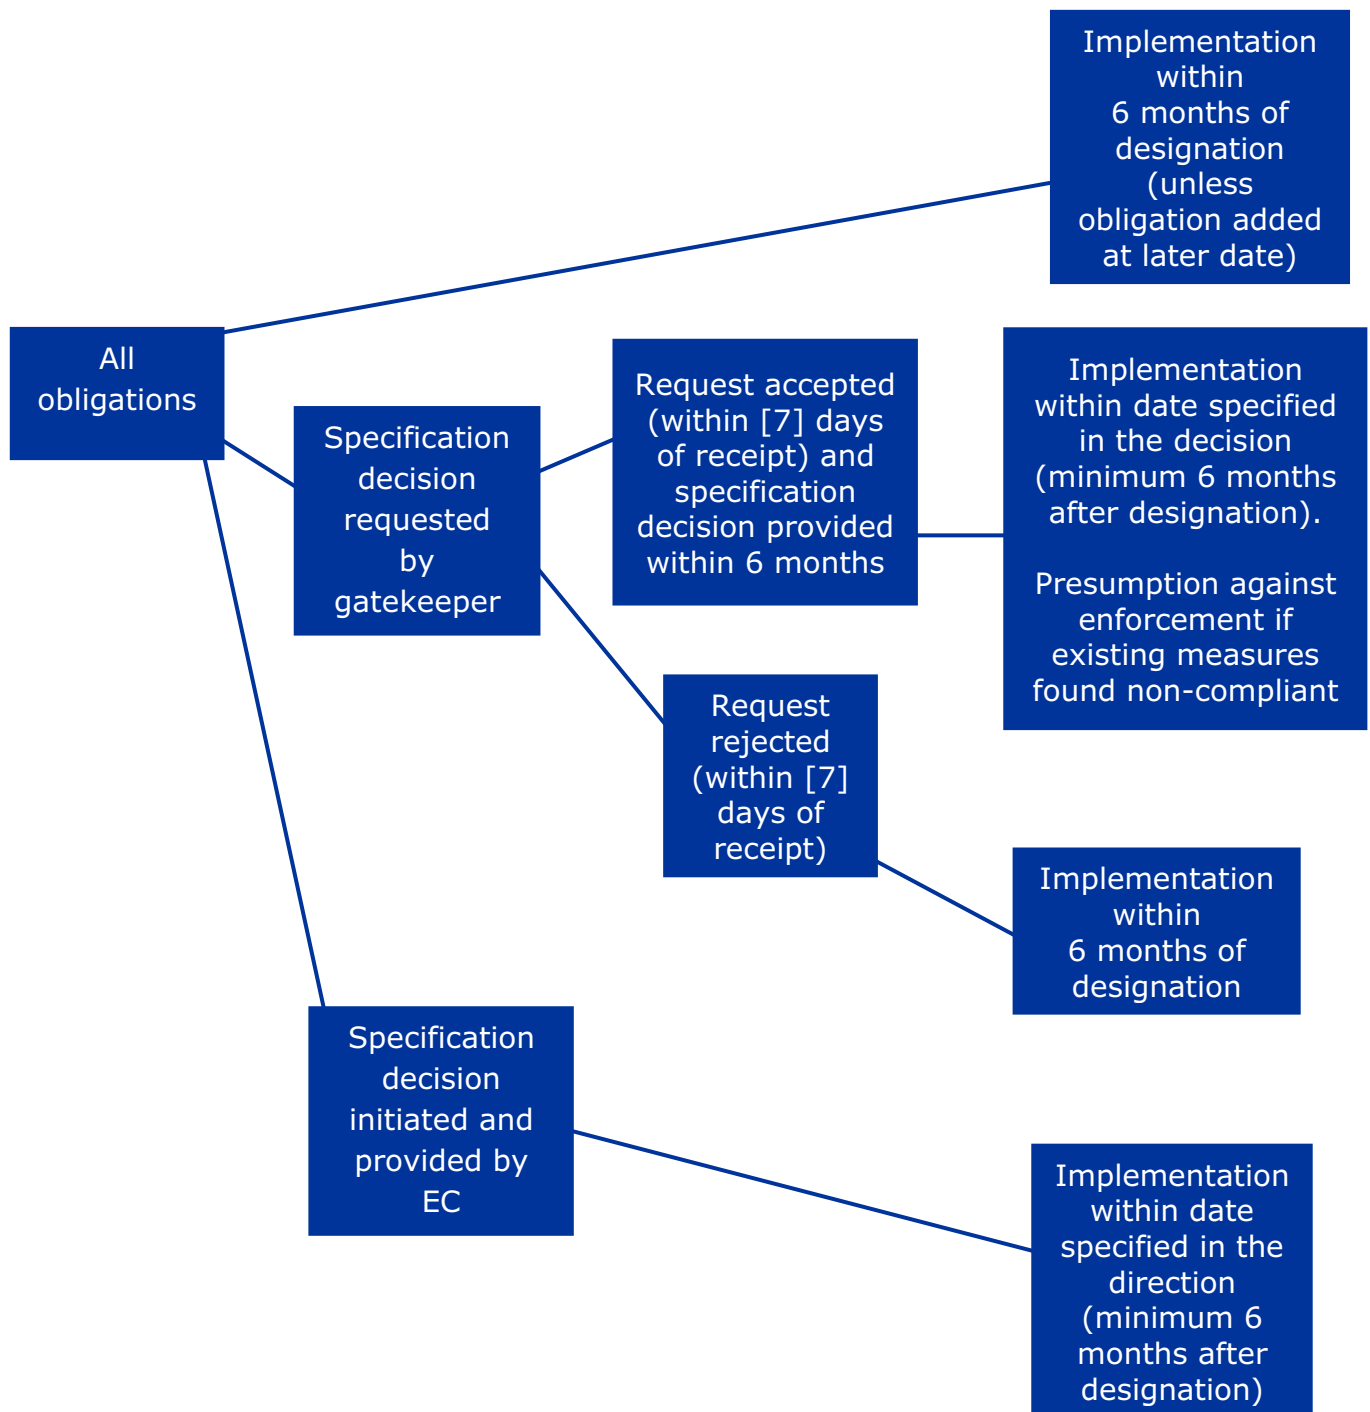 Implementation
within
6 months of
designation
(unless
obligation added
at later date)
All
obligations
Specification
decision
requested
by
gatekeeper
Request accepted
(within [7] days
of receipt) and
specification
decision provided
within 6 months
Implementation
within date specified
in the decision
(minimum 6 months
after designation).
Presumption against
enforcement if
existing measures
found non-compliant
Request
rejected
(within [7]
days of
receipt)
Implementation
within
6 months of
designation
Specification
decision
initiated and
provided by
EC
Implementation
within date
specified in the
direction
(minimum 6
months after
designation)